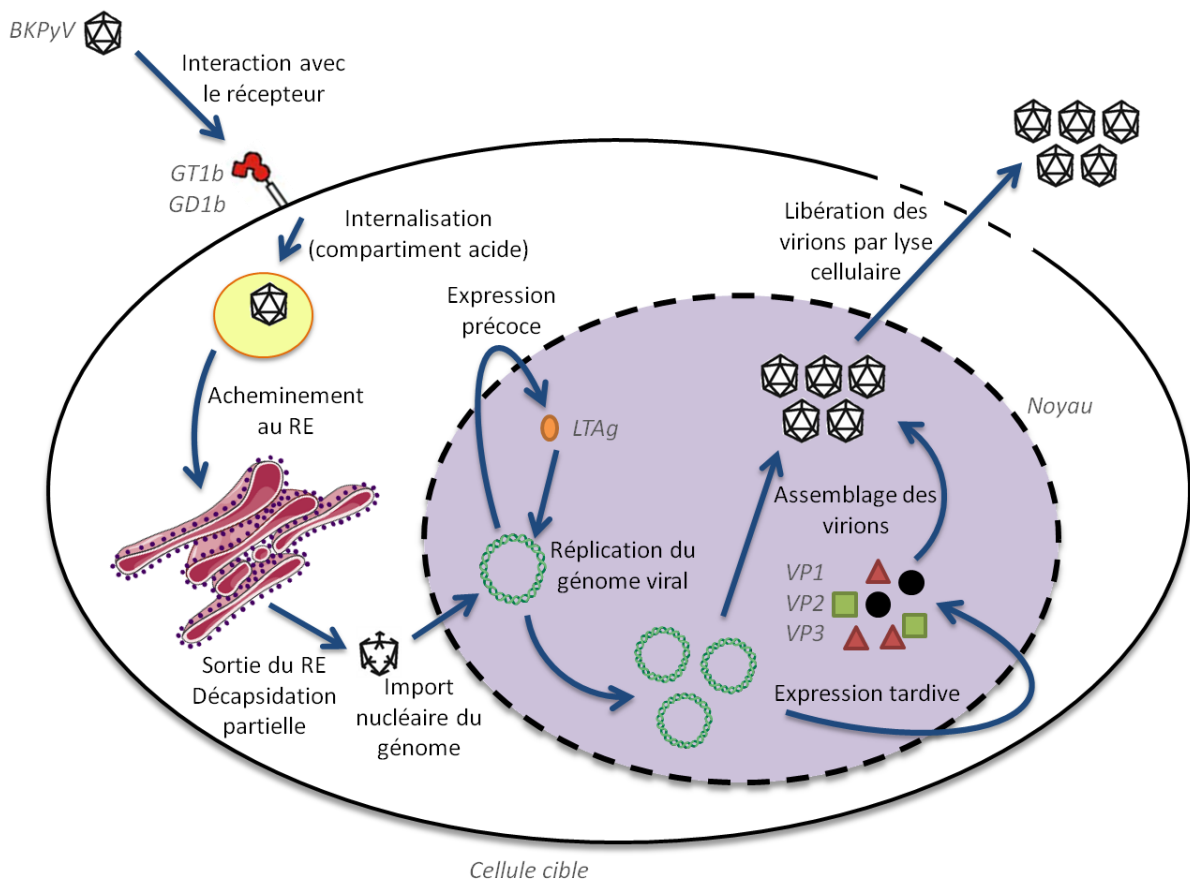 BKPyV
Interaction avec
le récepteur
GT1b
GD1b
Internalisation
(compartiment acide)
Acheminement
au RE
Sortie du RE
Décapsidation
partielle
Import
nucléaire du
génome
Expression
précoce
LTAg
Réplication du
génome viral
Expression tardive
VP1
VP2
VP3
Assemblage des
virions
Libération des
virions par lyse
cellulaire
Noyau
Cellule cible